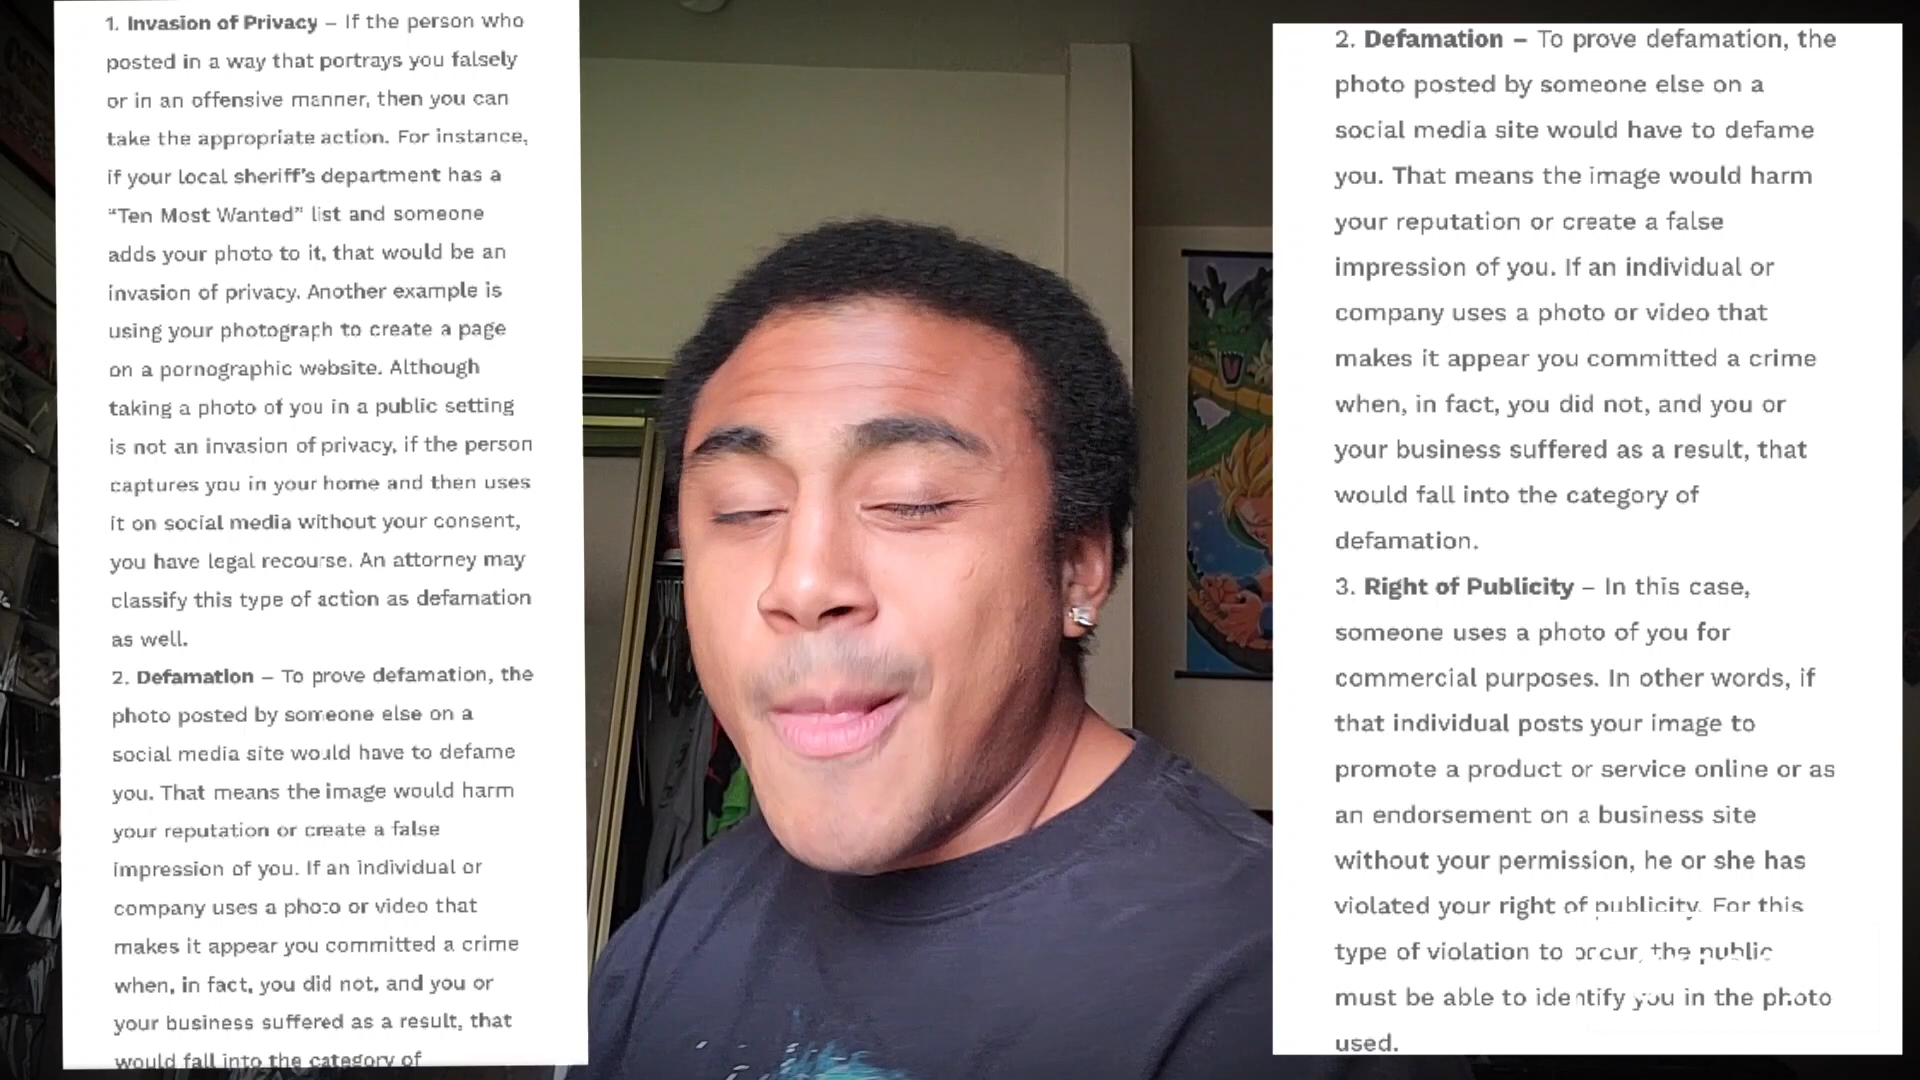 1. Invasion of Privacy – If the person who
posted in a way that portrays you falsely
or in an offensive manner, then you can
take the appropriate action. For instance,
if your local sheriff's department has a
“Ten Most Wanted” list and someone
adds your photo to it, that would be an
invasion of privacy. Another example is
using your photograph to create a page
on a pornographic website. Although
taking a photo of you in a public setting
is not an invasion of privacy, if the person
captures you in your home and then uses
it on social media without your consent,
you have legal recourse. An attorney may
classify this type of action as defamation
as well.
2. Defamation – To prove defamation, the
photo posted by someone else on a
social media site would have to defame
you. That means the image would harm
your reputation or create a false
impression of you. If an individual or
company uses a photo or video that
makes it appear you committed a crime
when, in fact, you did not, and you or
your business suffered as a result, that
would fall into the category of
2. Defamation – To prove defamation, the
photo posted by someone else on a
social media site would have to defame
you. That means the image would harm
your reputation or create a false
impression of you. If an individual or
company uses a photo or video that
makes it appear you committed a crime
when, in fact, you did not, and you or
your business suffered as a result, that
would fall into the category of
defamation.
3. Right of Publicity – In this case,
someone uses a photo of you for
commercial purposes. In other words, if
that individual posts your image to
promote a product or service online or as
an endorsement on a business site
without your permission, he or she has
violated your right of publicity. For this
type of violation to occur, the public
must be able to identify you in the photo
used.